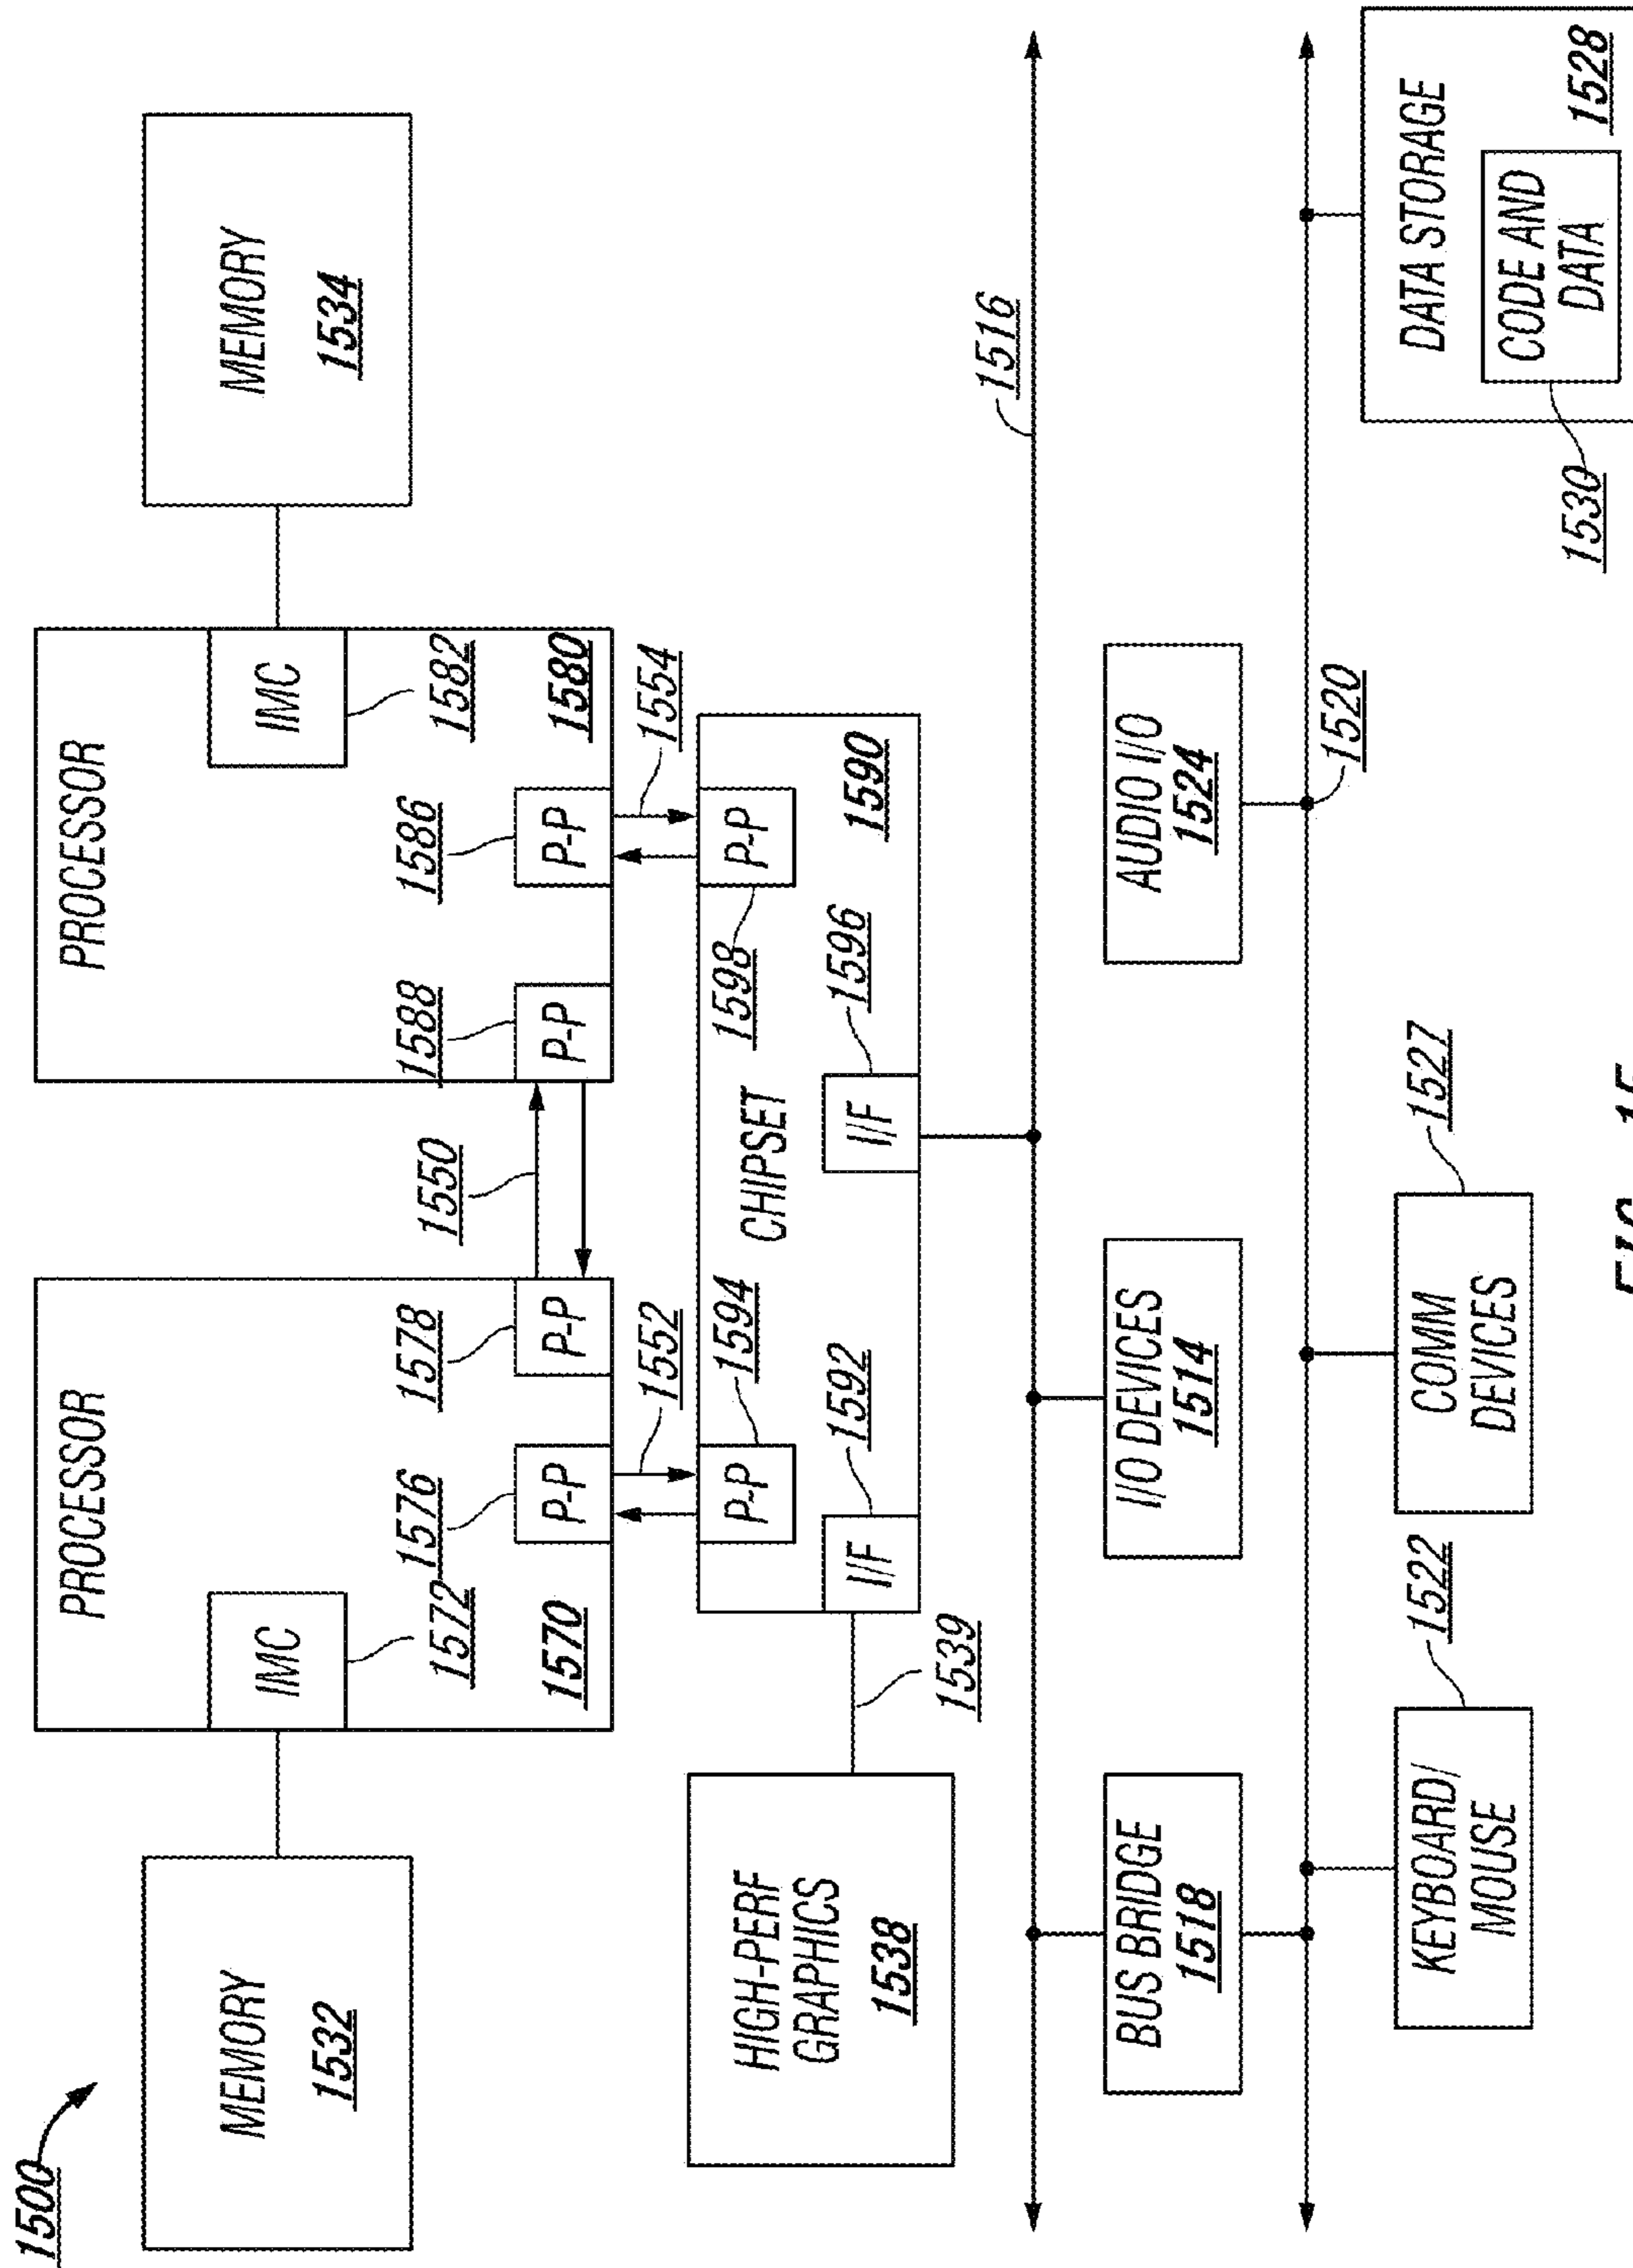 1500
MEMORY
1532
PROCESSOR
IMC
1572
1570
1576
P-P
1578
P-P
1550
PROCESSOR
1588
P-P
1586
P-P
IMC
1582
1580
MEMORY
1534
1552
1554
HIGH-PERF
GRAPHICS
1538
1539
P-P
1594
CHIPSET
P-P
1598
1590
I/F
1592
I/F
1596
1516
BUS BRIDGE
1518
I/O DEVICES
1514
AUDIO I/O
1524
1520
KEYBOARD/
MOUSE
1522
COMM
DEVICES
1527
DATA STORAGE
CODE AND
DATA
1528
1530